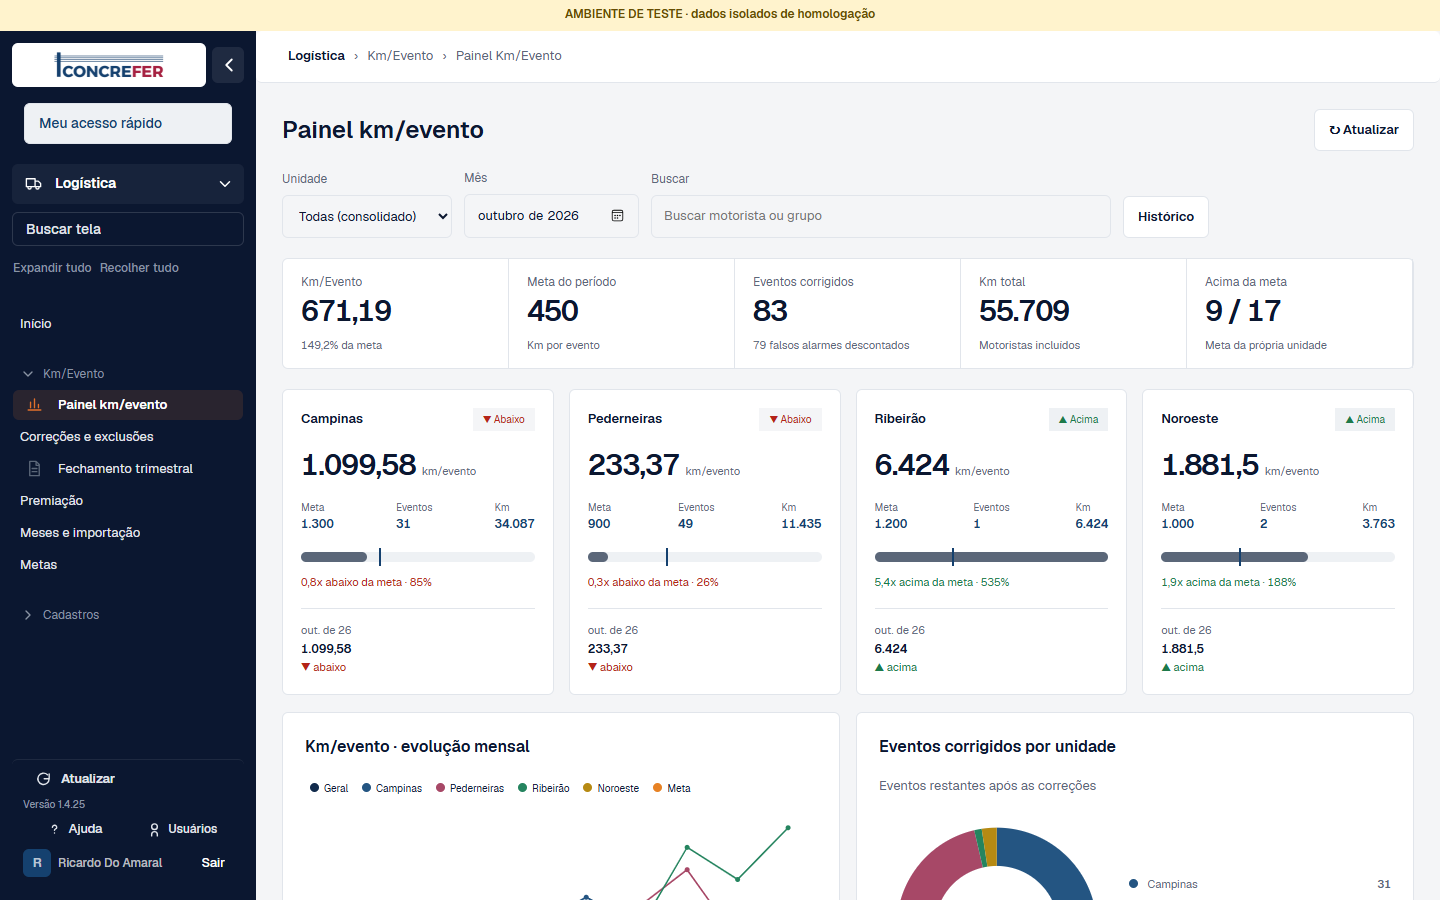 AMBIENTE DE TESTE · dados isolados de homologação
CONCREFER
Meu acesso rápido
Logística
Buscar tela
Expandir tudo Recolher tudo
Início
Km/Evento
Painel km/evento
Correções e exclusões
Fechamento trimestral
Premiação
Meses e importação
Metas
Cadastros
Atualizar
Versão 1.4.25
? Ajuda Usuários
R Ricardo Do Amaral Sair
Logística › Km/Evento › Painel Km/Evento
Painel km/evento
↻ Atualizar
Unidade Mês Buscar
Todas (consolidado) outubro de 2026 Buscar motorista ou grupo Histórico
Km/Evento
671,19
149,2% da meta
Meta do período
450
Km por evento
Eventos corrigidos
83
79 falsos alarmes descontados
Km total
55.709
Motoristas incluídos
Acima da meta
9 / 17
Meta da própria unidade
Campinas ▼ Abaixo
1.099,58 km/evento
Meta Eventos Km
1.300 31 34.087
0,8x abaixo da meta · 85%
out. de 26
1.099,58
▼ abaixo
Pederneiras ▼ Abaixo
233,37 km/evento
Meta Eventos Km
900 49 11.435
0,3x abaixo da meta · 26%
out. de 26
233,37
▼ abaixo
Ribeirão ▲ Acima
6.424 km/evento
Meta Eventos Km
1.200 1 6.424
5,4x acima da meta · 535%
out. de 26
6.424
▲ acima
Noroeste ▲ Acima
1.881,5 km/evento
Meta Eventos Km
1.000 2 3.763
1,9x acima da meta · 188%
out. de 26
1.881,5
▲ acima
Km/evento · evolução mensal
Geral Campinas Pederneiras Ribeirão Noroeste Meta
Eventos corrigidos por unidade
Eventos restantes após as correções
Campinas 31